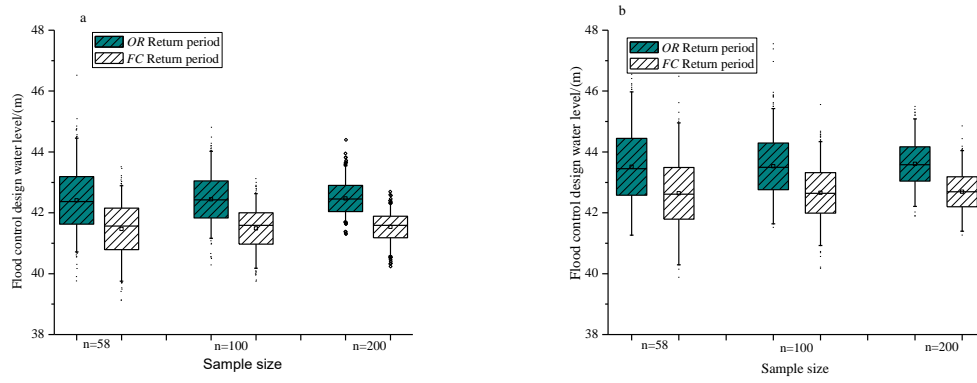 a
48
46
44
42
40
38
OR Return period
FC Return period
Flood control design water level/(m)
n=58
n=100
n=200
Sample size
b
48
46
44
42
40
38
OR Return period
FC Return period
Flood control design water level/(m)
n=58
n=100
n=200
Sample size